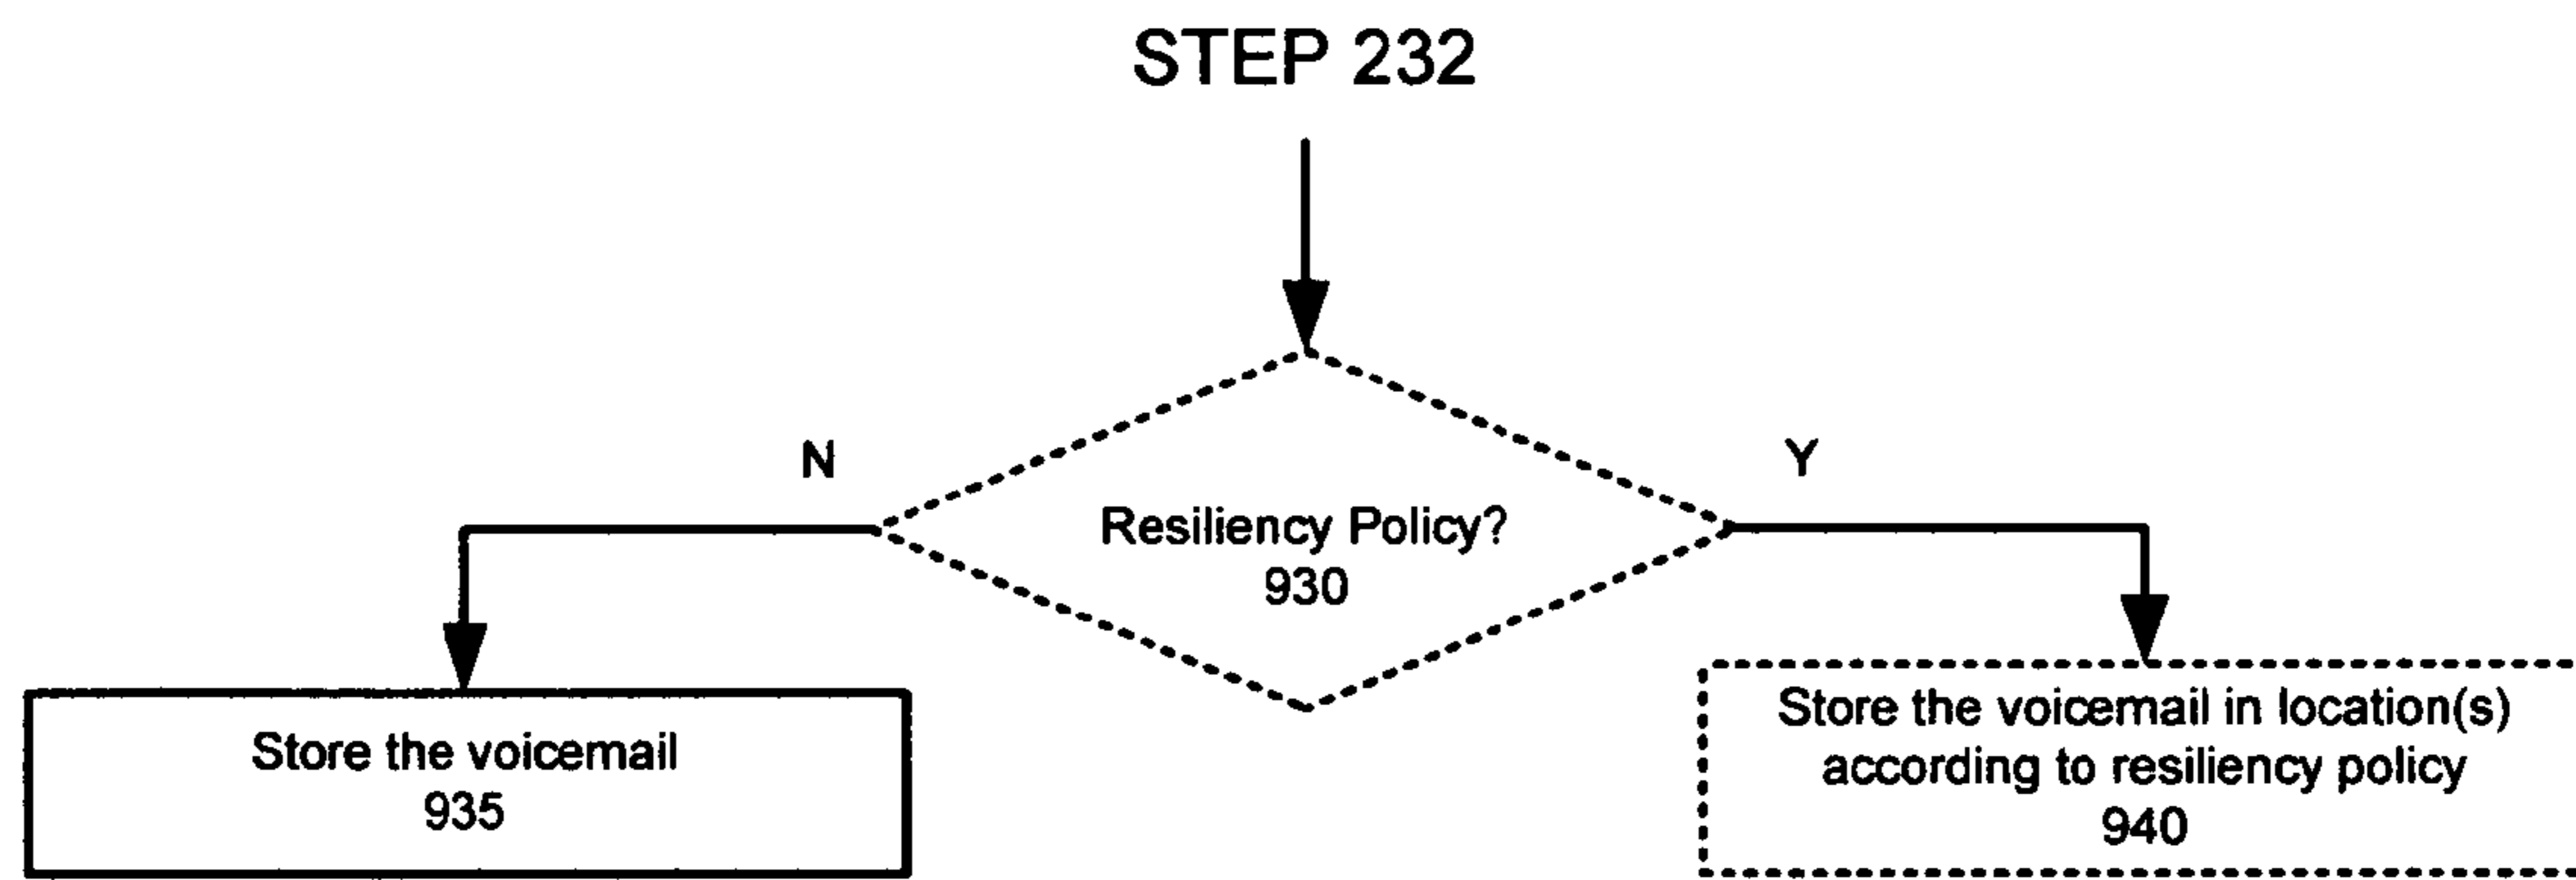 STEP 232
N
Y
Resiliency Policy?
930
Store the voicemail
935
Store the voicemail in location(s)
according to resiliency policy
940